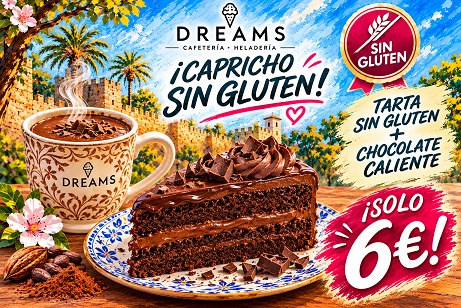 DREAMS
CAFETERÍA · HELADERÍA
¡CAPRICHO
SIN GLUTEN!
SIN
GLUTEN
TARTA
SIN GLUTEN
+
CHOCOLATE
CALIENTE
DREAMS
¡SOLO
6€!